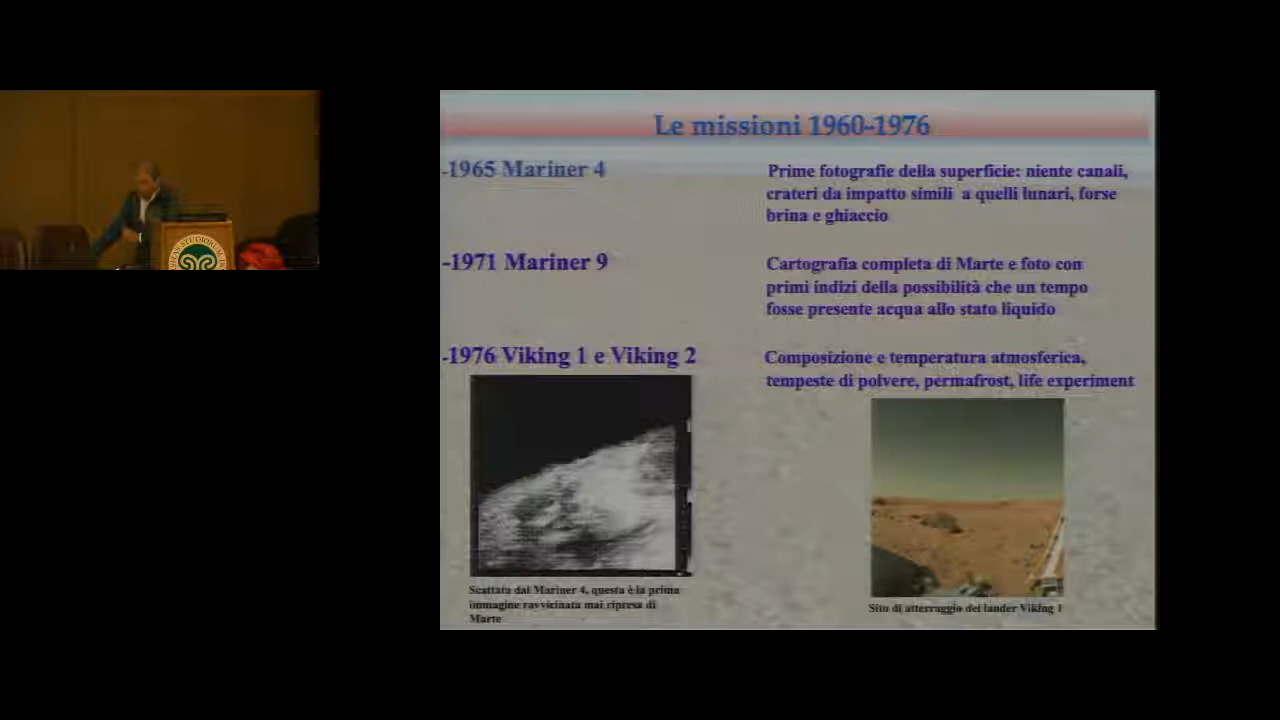 Le missioni 1960-1976
-1965 Mariner 4
Prime fotografie della superficie: niente canali,
crateri da impatto simili a quelli lunari, forse
brina e ghiaccio
-1971 Mariner 9
Cartografia completa di Marte e foto con
primi indizi della possibilità che un tempo
fosse presente acqua allo stato liquido
-1976 Viking 1 e Viking 2
Composizione e temperatura atmosferica,
tempeste di polvere, permafrost, life experiment
Scattata dal Mariner 4, questa è la prima
immagine ravvicinata mai ripresa di
Marte
Sito di atterraggio del lander Viking 1
STUDIORUM